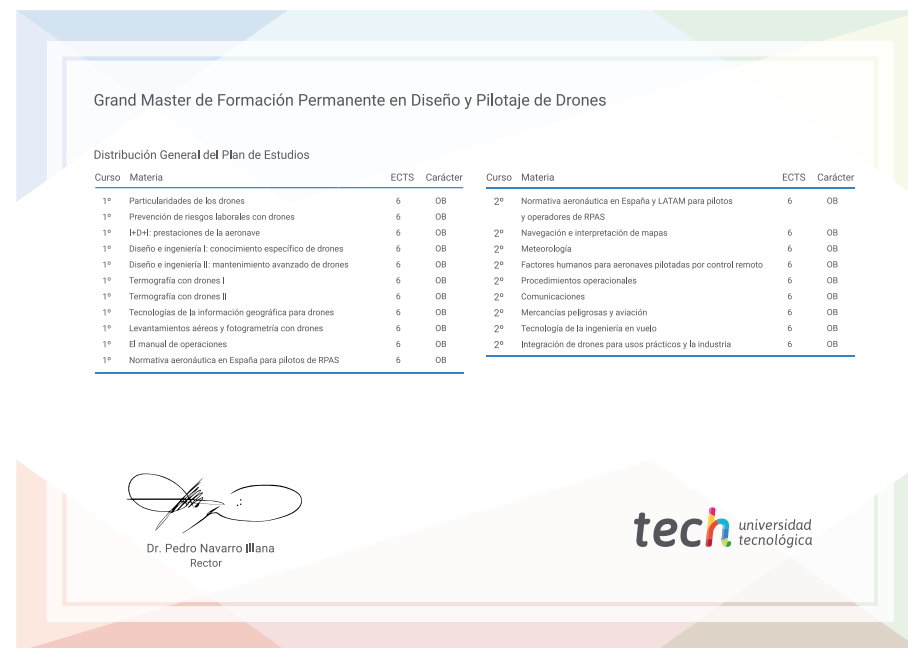 Grand Master de Formación Permanente en Diseño y Pilotaje de Drones
Distribución General del Plan de Estudios
Curso Materia ECTS Carácter
1º Particularidades de los drones 6 OB
1º Prevención de riesgos laborales con drones 6 OB
1º I+D+I: prestaciones de la aeronave 6 OB
1º Diseño e ingeniería I: conocimiento específico de drones 6 OB
1º Diseño e ingeniería II: mantenimiento avanzado de drones 6 OB
1º Termografía con drones I 6 OB
1º Termografía con drones II 6 OB
1º Tecnologías de la información geográfica para drones 6 OB
1º Levantamientos aéreos y fotogrametría con drones 6 OB
1º El manual de operaciones 6 OB
1º Normativa aeronáutica en España para pilotos de RPAS 6 OB
Curso Materia ECTS Carácter
2º Normativa aeronáutica en España y LATAM para pilotos 6 OB
y operadores de RPAS
2º Navegación e interpretación de mapas 6 OB
2º Meteorología 6 OB
2º Factores humanos para aeronaves pilotadas por control remoto 6 OB
2º Procedimientos operacionales 6 OB
2º Comunicaciones 6 OB
2º Mercancías peligrosas y aviación 6 OB
2º Tecnología de la ingeniería en vuelo 6 OB
2º Integración de drones para usos prácticos y la industria 6 OB
Dr. Pedro Navarro Illana
Rector
tech universidad
tecnológica